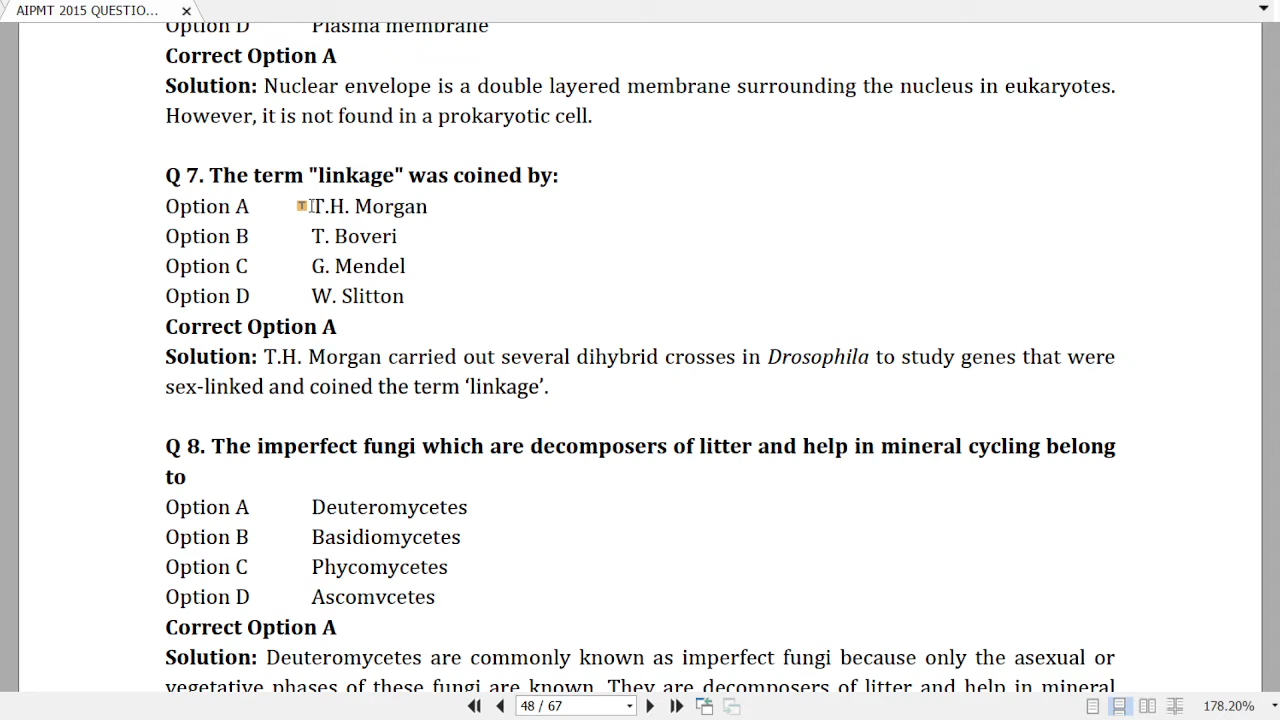 AIPMT 2015 QUESTIO...
Option D Plasma membrane
Correct Option A
Solution: Nuclear envelope is a double layered membrane surrounding the nucleus in eukaryotes.
However, it is not found in a prokaryotic cell.
Q 7. The term "linkage" was coined by:
Option A T.H. Morgan
Option B T. Boveri
Option C G. Mendel
Option D W. Slitton
Correct Option A
Solution: T.H. Morgan carried out several dihybrid crosses in Drosophila to study genes that were
sex-linked and coined the term ‘linkage’.
Q 8. The imperfect fungi which are decomposers of litter and help in mineral cycling belong
to
Option A Deuteromycetes
Option B Basidiomycetes
Option C Phycomycetes
Option D Ascomycetes
Correct Option A
Solution: Deuteromycetes are commonly known as imperfect fungi because only the asexual or
vegetative phases of these fungi are known. They are decomposers of litter and help in mineral
48 / 67
178.20%